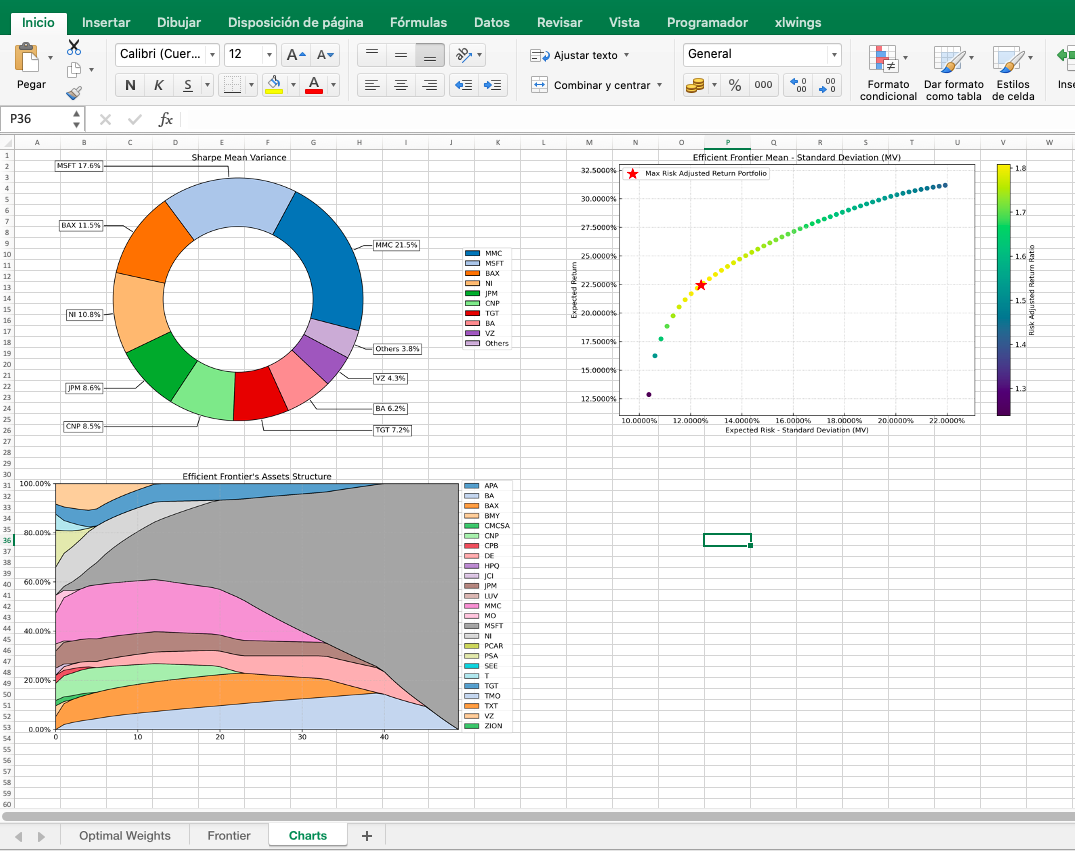 Inicio Insertar Dibujar Disposición de página Fórmulas Datos Revisar Vista Programador xlwings
Pegar
Calibri (Cuer... 12 A A
N K S A
Ajustar texto
Combinar y centrar
General
% 000 ,00
Formato condicional
Dar formato como tabla
Estilos de celda
Inse
P36 fx
A B C D E F G H I J K L M N O P Q R S T U V W
1
2
3
4
5
6
7
8
9
10
11
12
13
14
15
16
17
18
19
20
21
22
23
24
25
26
27
28
29
30
31
32
33
34
35
36
37
38
39
40
41
42
43
44
45
46
47
48
49
50
51
52
53
54
55
56
57
58
59
60
Sharpe Mean Variance
MSFT 17.6%
BAX 11.5%
MMC 21.5%
NI 10.8%
Others 3.8%
VZ 4.3%
JPM 8.6%
BA 6.2%
CNP 8.5%
TGT 7.2%
MMC
MSFT
BAX
NI
JPM
CNP
TGT
BA
VZ
Others
Efficient Frontier Mean - Standard Deviation (MV)
Max Risk Adjusted Return Portfolio
32.5000%
30.0000%
27.5000%
25.0000%
22.5000%
20.0000%
17.5000%
15.0000%
12.5000%
Expected Return
10.0000% 12.0000% 14.0000% 16.0000% 18.0000% 20.0000% 22.0000%
Expected Risk - Standard Deviation (MV)
1.8
1.7
1.6
1.5
1.4
1.3
Risk Adjusted Return Ratio
Efficient Frontier's Assets Structure
100.00%
80.00%
60.00%
40.00%
20.00%
0.00%
0 10 20 30 40
APA
BA
BAX
BMY
CMCSA
CNP
CPB
DE
HPQ
JCI
JPM
LUV
MMC
MO
MSFT
NI
PCAR
PSA
SEE
T
TGT
TMO
TXT
VZ
ZION
Optimal Weights Frontier Charts +